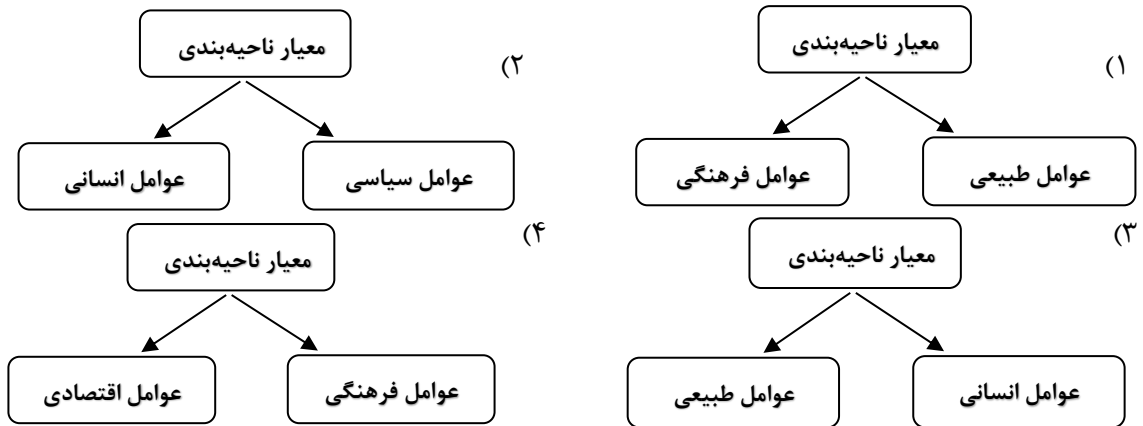 ۱)
معیار ناحیه‌بندی
عوامل طبیعی
عوامل فرهنگی
۲)
معیار ناحیه‌بندی
عوامل سیاسی
عوامل انسانی
۳)
معیار ناحیه‌بندی
عوامل انسانی
عوامل طبیعی
۴)
معیار ناحیه‌بندی
عوامل فرهنگی
عوامل اقتصادی